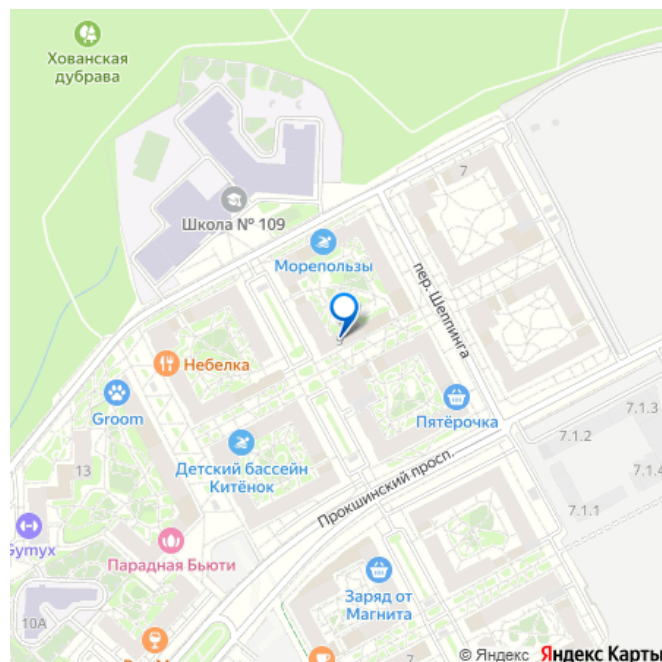 Хованская
дубрава
7
Школа № 109
Морепользы
пер. Шеппинга
Небелка
Groom
Пятёрочка
7.1.3
7.1.2
7.1.4
13
Детский бассейн
Китёнок
Прокшинский просп.
7.1.1
Gymyx
Парадная Бьюти
Заряд от
Магнита
10А
7
© Яндекс Яндекс Карты